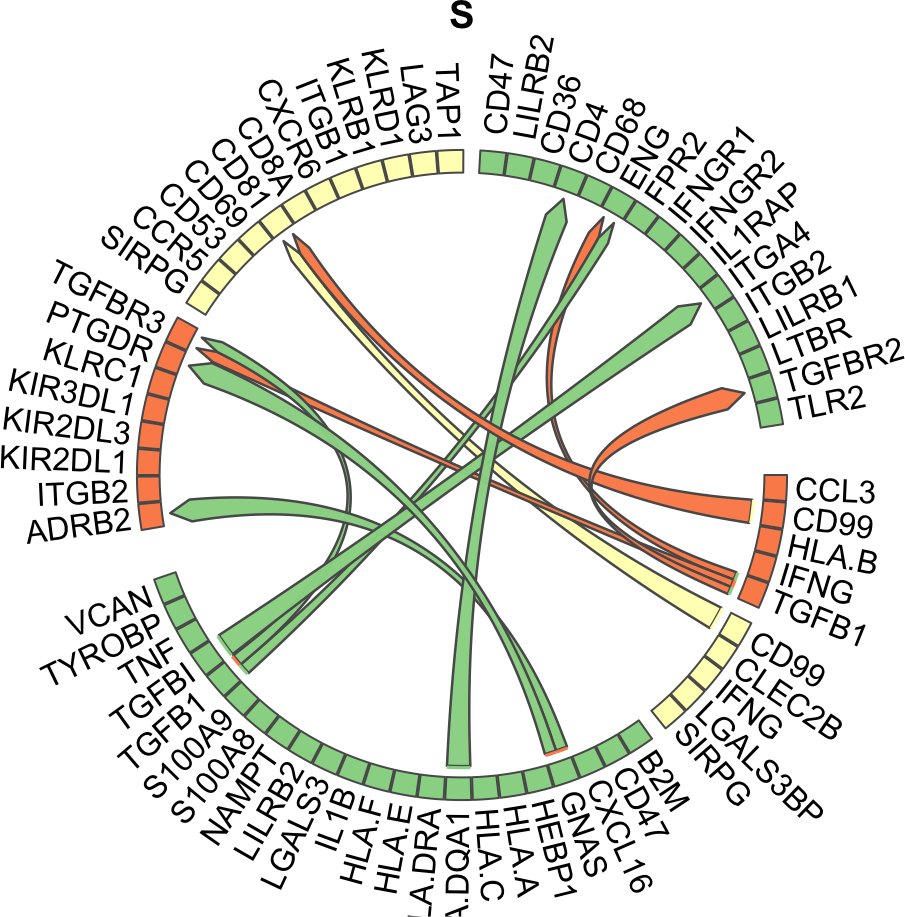 S
CD47
LILRB2
CD36
CD4
CD68
ENG
FPR2
IFNGR1
IFNGR2
IL1RAP
ITGA4
ITGB2
LILRB1
LTBR
TGFBR2
TLR2
CCL3
CD99
HLA.B
IFNG
TGFB1
CD99
CLEC2B
IFNG
LGALS3BP
SIRPG
B2M
CD47
CXCL16
GNAS
HEBP1
HLA.A
HLA.C
A.DQA1
LA.DRA
HLA.E
HLA.F
IL1B
LGALS3
LILRB2
NAMPT
S100A8
S100A9
TGFB1
TGFBI
TNF
TYROBP
VCAN
ADRB2
ITGB2
KIR2DL1
KIR2DL3
KIR3DL1
KLRC1
PTGDR
TGFBR3
SIRPG
CCR5
CD53
CD69
CD81
CD8A
CXCR6
ITGB1
KLRB1
KLRD1
LAG3
TAP1